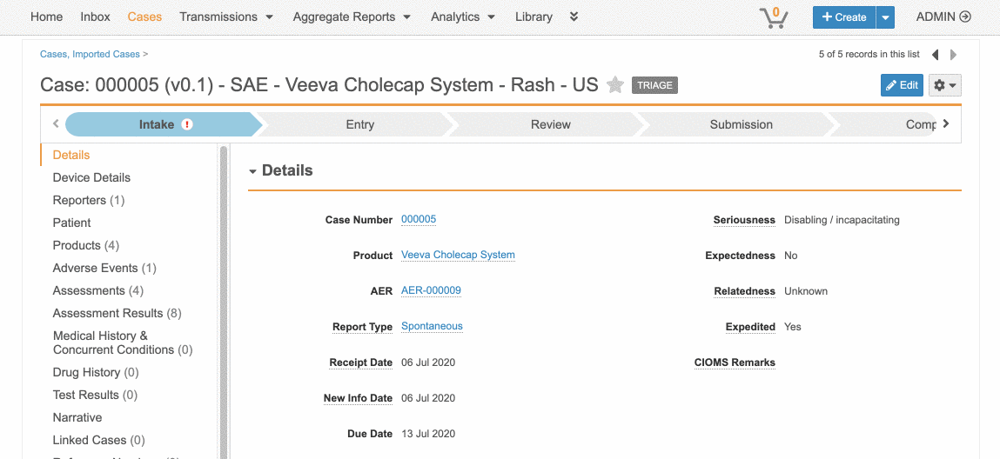 Home Inbox Cases Transmissions Aggregate Reports Analytics Library 0 Create ADMIN
Cases, Imported Cases > 5 of 5 records in this list
Case: 000005 (v0.1) - SAE - Veeva Cholecap System - Rash - US TRIAGE Edit
Intake ! Entry Review Submission Comp
Details
Device Details
Reporters (1)
Patient
Products (4)
Adverse Events (1)
Assessments (4)
Assessment Results (8)
Medical History &
Concurrent Conditions (0)
Drug History (0)
Test Results (0)
Narrative
Linked Cases (0)
Details
Case Number 000005
Product Veeva Cholecap System
AER AER-000009
Report Type Spontaneous
Receipt Date 06 Jul 2020
New Info Date 06 Jul 2020
Due Date 13 Jul 2020
Seriousness Disabling / incapacitating
Expectedness No
Relatedness Unknown
Expedited Yes
CIOMS Remarks